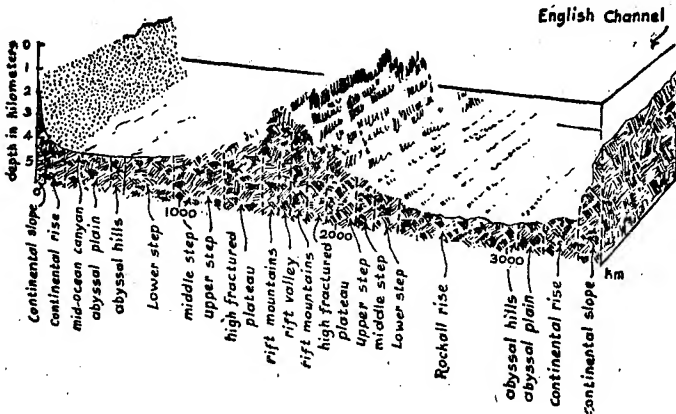 English Channel
depth in kilometers
0
1
2
3
4
5
0
1000
2000
3000
km
Continental slope
continental rise
mid-ocean canyon
abyssal plain
abyssal hills
Lower step
middle step
upper step
high fractured
plateau
rift mountains
rift valley
rift mountains
high fractured
plateau
upper step
middle step
Lower step
Rockall rise
abyssal hills
abyssal plain
Continental rise
continental slope